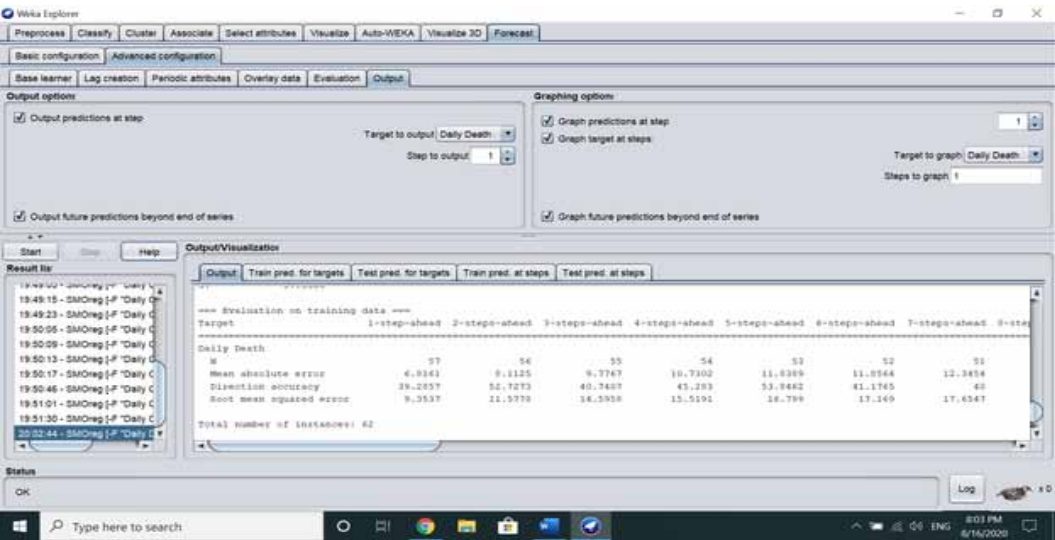 Weka Explorer
Preprocess Classify Cluster Associate Select attributes Visualize Auto-WEKA Visualize 3D Forecast
Basic configuration Advanced configuration
Base learner Lag creation Periodic attributes Overlay data Evaluation Output
Output options
Output predictions at step
Target to output Daily Death
Step to output 1
Output future predictions beyond end of series
Graphing options
Graph predictions at step 1
Graph target at steps
Target to graph Daily Death
Steps to graph 1
Graph future predictions beyond end of series
Start Stop Help
Result list
19:49:15 - SMOreg [-F "Daily
19:49:23 - SMOreg [-F "Daily
19:50:05 - SMOreg [-F "Daily
19:50:09 - SMOreg [-F "Daily
19:50:13 - SMOreg [-F "Daily
19:50:17 - SMOreg [-F "Daily
19:50:46 - SMOreg [-F "Daily
19:51:01 - SMOreg [-F "Daily
19:51:30 - SMOreg [-F "Daily
20:02:44 - SMOreg [-F "Daily
Output/Visualization
Output Train pred. for targets Test pred. for targets Train pred. at steps Test pred. at steps
=== Evaluation on training data ===
Target 1-step-ahead 2-steps-ahead 3-steps-ahead 4-steps-ahead 5-steps-ahead 6-steps-ahead 7-steps-ahead
Daily Death
N 57 56 55 54 53 52 51
Mean absolute error 6.8161 8.1125 9.7767 10.7302 11.8564 12.3454
Direction accuracy 39.2857 52.7273 40.7407 45.283 53.8462 41.1765 40
Root mean squared error 9.3537 14.5958 15.5191 17.169 17.6547
Total number of instances: 62
Status
OK
Log x 0
Type here to search
ENG
8:03 PM
6/16/2020